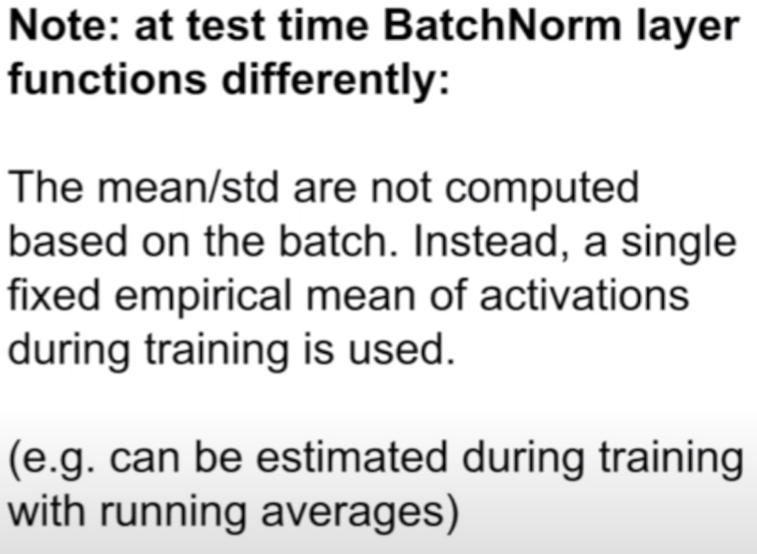 Note: at test time BatchNorm layer
functions differently:
The mean/std are not computed
based on the batch. Instead, a single
fixed empirical mean of activations
during training is used.
(e.g. can be estimated during training
with running averages)